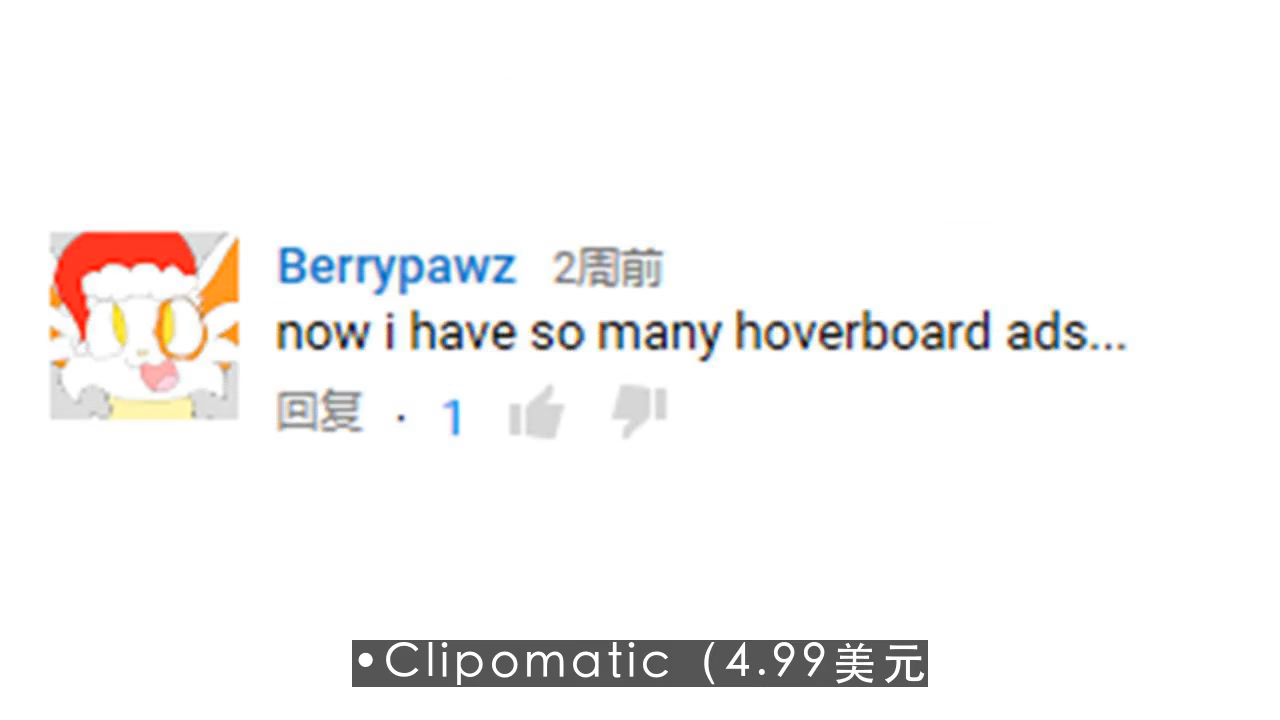 Berrypawz 2周前
now i have so many hoverboard ads...
回复 · 1
•Clipomatic（4.99美元